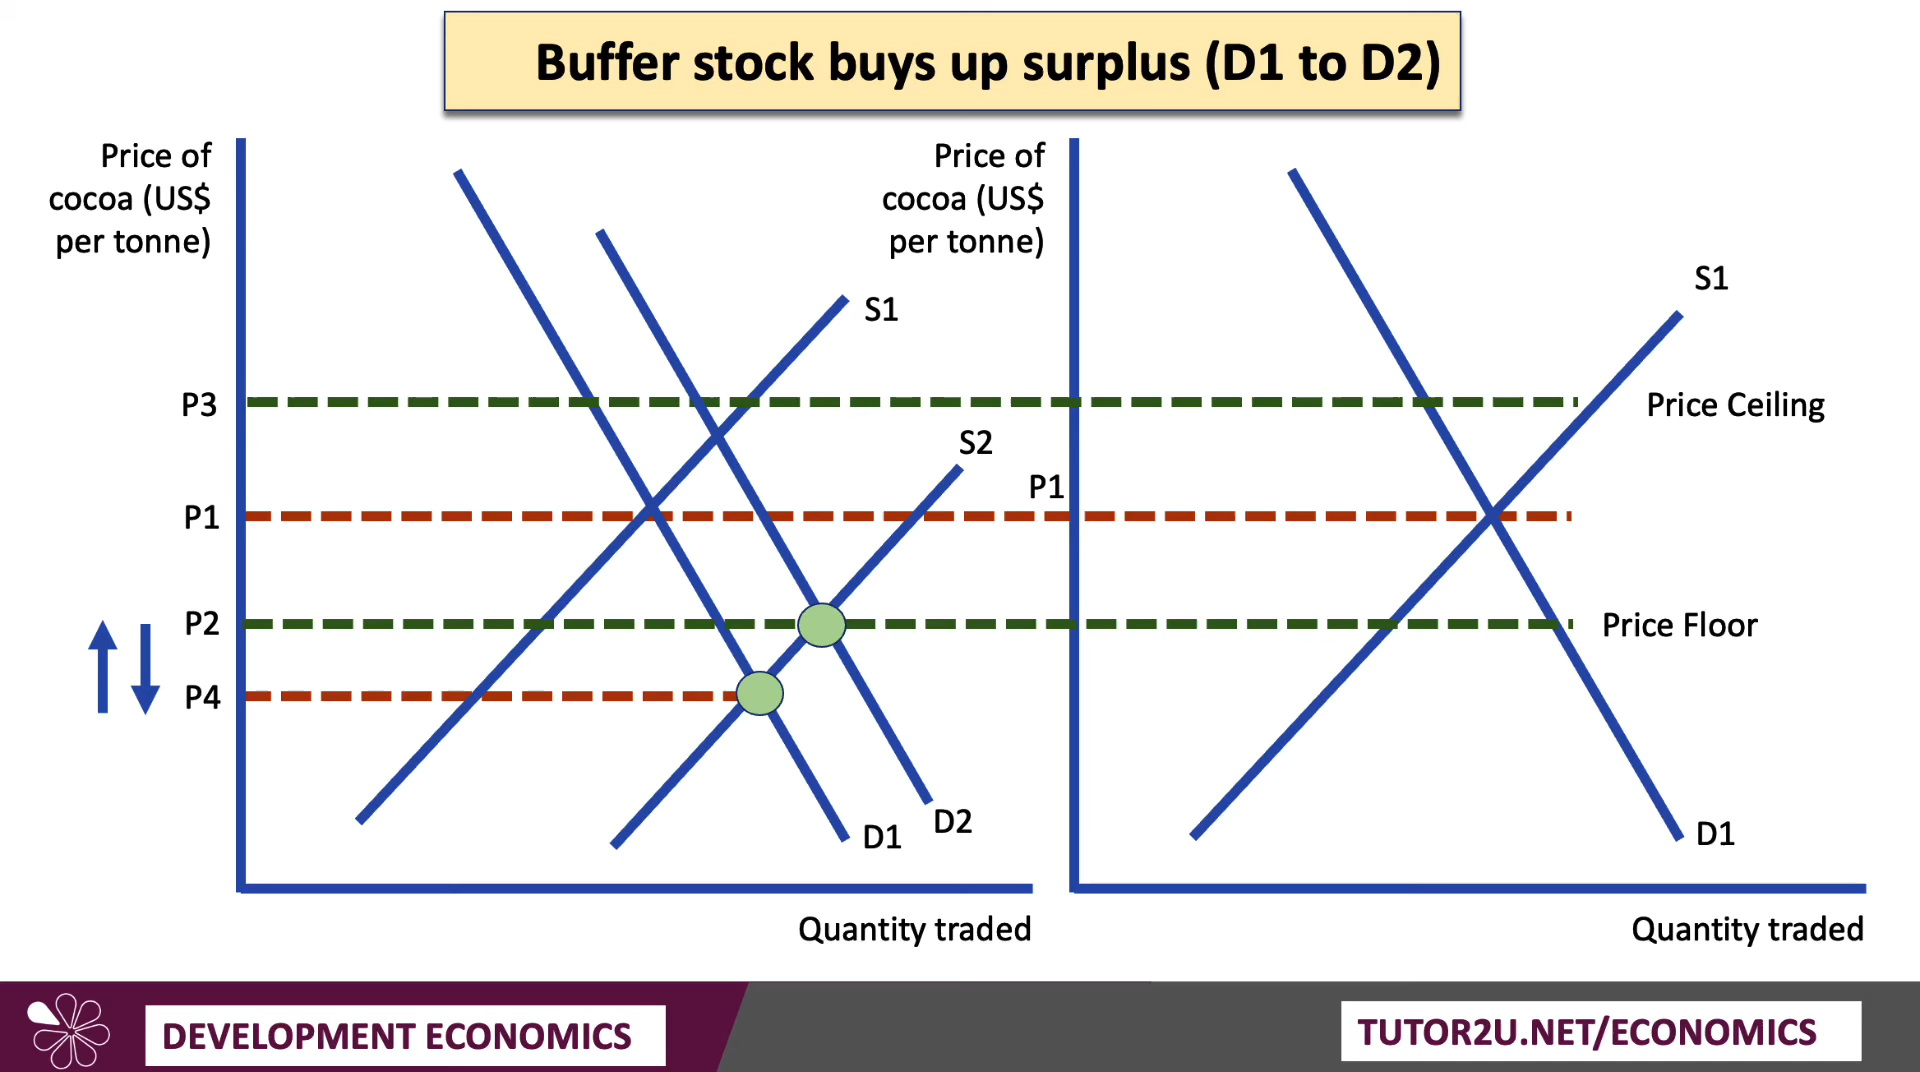 Buffer stock buys up surplus (D1 to D2)
Price of
cocoa (US$
per tonne)
S1
P3
S2
P1
P2
P4
D2
D1
Quantity traded
Price of
cocoa (US$
per tonne)
S1
Price Ceiling
P1
Price Floor
D1
Quantity traded
DEVELOPMENT ECONOMICS
TUTOR2U.NET/ECONOMICS